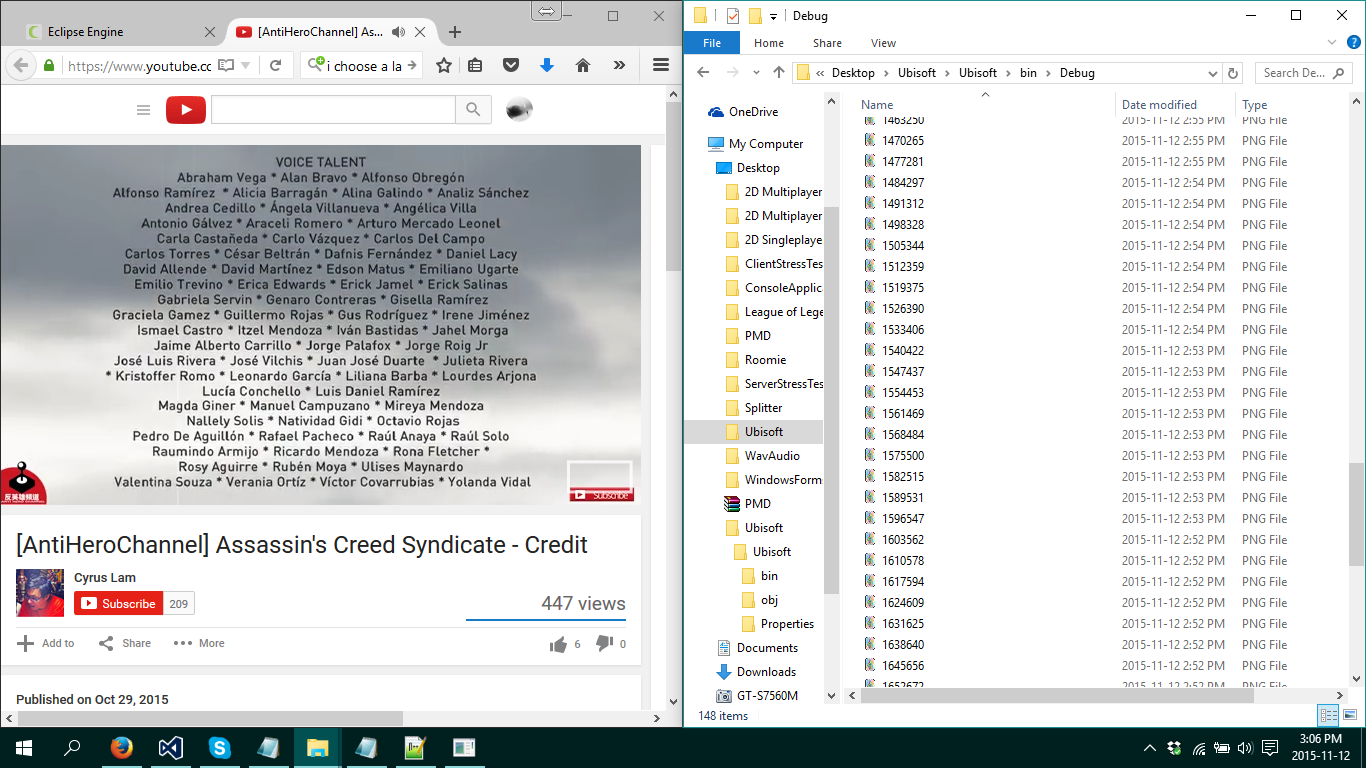 Eclipse Engine
[AntiHeroChannel] As...
https://www.youtube.co
i choose a la
VOICE TALENT
Abraham Vega * Alan Bravo * Alfonso Obregón
Alfonso Ramírez * Alicia Barragán * Alina Galindo * Analiz Sánchez
Andrea Cedillo * Ángela Villanueva * Angélica Villa
Antonio Gálvez * Araceli Romero * Arturo Mercado Leonel
Carla Castañeda * Carlo Vázquez * Carlos Del Campo
Carlos Torres * César Beltrán * Dafnis Fernández * Daniel Lacy
David Allende * David Martínez * Edson Matus * Emiliano Ugarte
Emilio Trevino * Erica Edwards * Erick Jamel * Erick Salinas
Gabriela Servin * Genaro Contreras * Gisella Ramírez
Graciela Gamez * Guillermo Rojas * Gus Rodríguez * Irene Jiménez
Ismael Castro * Itzel Mendoza * Iván Bastidas * Jahel Morga
Jaime Alberto Carrillo * Jorge Palafox * Jorge Roig Jr
José Luis Rivera * José Vilchis * Juan José Duarte * Julieta Rivera
* Kristoffer Romo * Leonardo García * Liliana Barba * Lourdes Arjona
Lucía Conchello * Luis Daniel Ramírez
Magda Giner * Manuel Campuzano * Mireya Mendoza
Nallely Solis * Natividad Gidi * Octavio Rojas
Pedro De Aguillón * Rafael Pacheco * Raúl Anaya * Raúl Solo
Raumindo Armijo * Ricardo Mendoza * Rona Fletcher *
Rosy Aguirre * Rubén Moya * Ulises Maynardo
Valentina Souza * Verania Ortíz * Víctor Covarrubias * Yolanda Vidal
反英雄頻道
Subscribe
[AntiHeroChannel] Assassin's Creed Syndicate - Credit
Cyrus Lam
Subscribe 209
447 views
Add to Share More 6 0
Published on Oct 29, 2015
Debug
File Home Share View
« Desktop › Ubisoft › Ubisoft › bin › Debug
Search De...
OneDrive
My Computer
Desktop
2D Multiplayer
2D Multiplayer
2D Singleplaye
ClientStressTes
ConsoleApplic
League of Lege
PMD
Roomie
ServerStressTes
Splitter
Ubisoft
WavAudio
WindowsForm
PMD
Ubisoft
Ubisoft
bin
obj
Properties
Documents
Downloads
GT-S7560M
Name Date modified Type
1463250 2015-11-12 2:55 PM PNG File
1470265 2015-11-12 2:55 PM PNG File
1477281 2015-11-12 2:55 PM PNG File
1484297 2015-11-12 2:54 PM PNG File
1491312 2015-11-12 2:54 PM PNG File
1498328 2015-11-12 2:54 PM PNG File
1505344 2015-11-12 2:54 PM PNG File
1512359 2015-11-12 2:54 PM PNG File
1519375 2015-11-12 2:54 PM PNG File
1526390 2015-11-12 2:54 PM PNG File
1533406 2015-11-12 2:54 PM PNG File
1540422 2015-11-12 2:53 PM PNG File
1547437 2015-11-12 2:53 PM PNG File
1554453 2015-11-12 2:53 PM PNG File
1561469 2015-11-12 2:53 PM PNG File
1568484 2015-11-12 2:53 PM PNG File
1575500 2015-11-12 2:53 PM PNG File
1582515 2015-11-12 2:53 PM PNG File
1589531 2015-11-12 2:53 PM PNG File
1596547 2015-11-12 2:53 PM PNG File
1603562 2015-11-12 2:52 PM PNG File
1610578 2015-11-12 2:52 PM PNG File
1617594 2015-11-12 2:52 PM PNG File
1624609 2015-11-12 2:52 PM PNG File
1631625 2015-11-12 2:52 PM PNG File
1638640 2015-11-12 2:52 PM PNG File
1645656 2015-11-12 2:52 PM PNG File
1652672 2015-11-12 2:52 PM PNG File
148 items
3:06 PM
2015-11-12